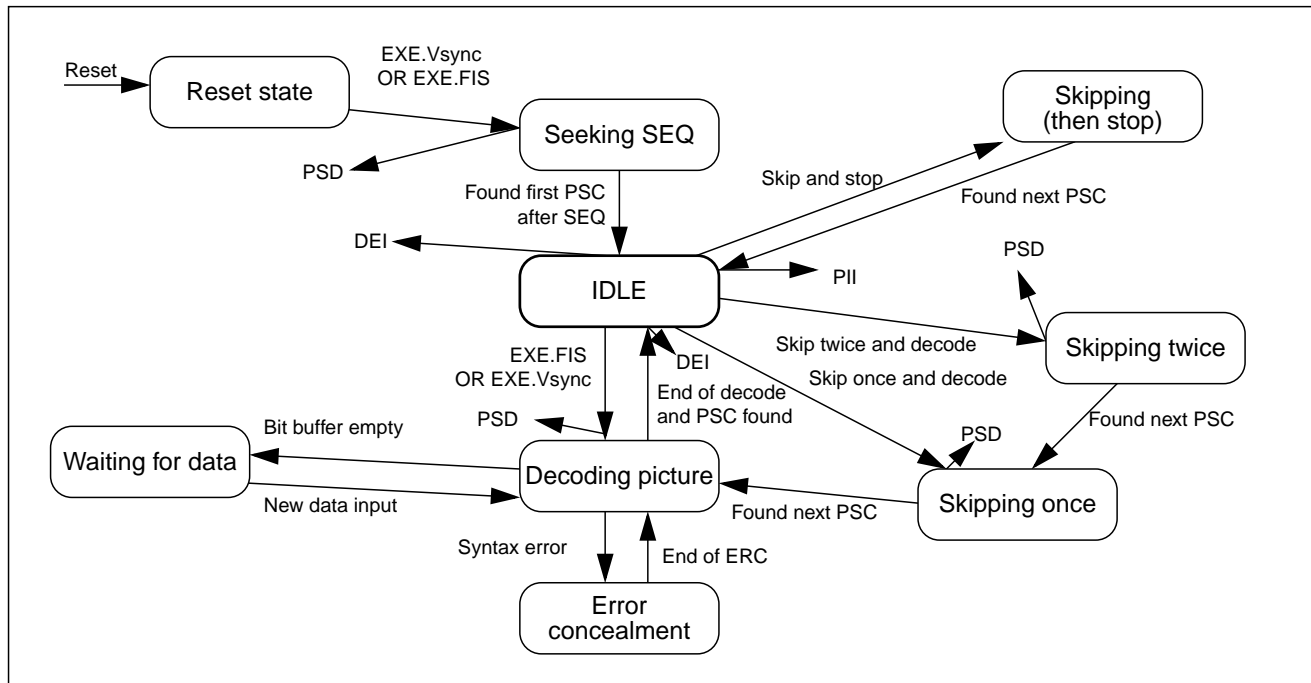 EXE.Vsync
OR EXE.FIS
Reset
Reset state
Skipping
(then stop)
Seeking SEQ
PSD
Skip and stop
Found first PSC
after SEQ
Found next PSC
DEI
PSD
PII
IDLE
Skip twice and decode
Skipping twice
EXE.FIS
OR EXE.Vsync
DEI
Skip once and decode
End of decode
and PSC found
PSD
Found next PSC
Bit buffer empty
PSD
Waiting for data
Decoding picture
New data input
Found next PSC
Skipping once
Syntax error
End of ERC
Error
concealment